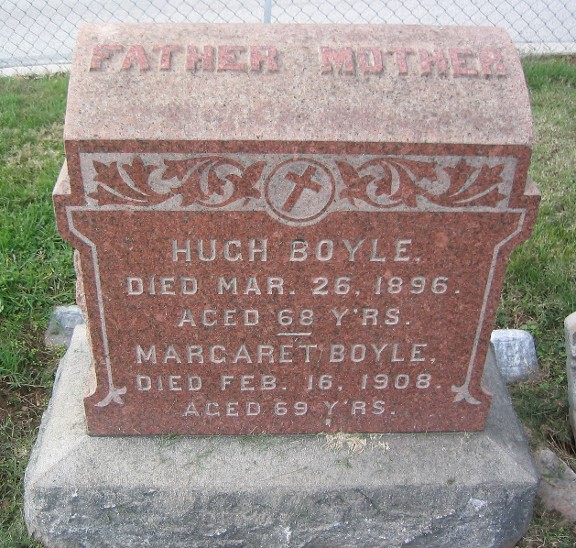 FATHER MOTHER
HUGH BOYLE.
DIED MAR. 26, 1896.
AGED 68 Y'RS.
MARGARET BOYLE,
DIED FEB. 16, 1908.
AGED 69 Y'RS.